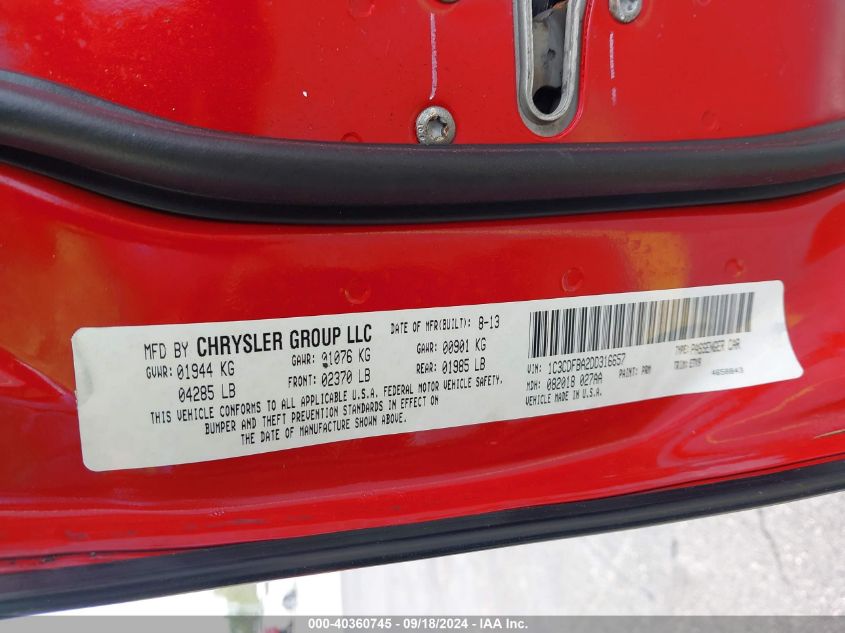 MFD BY CHRYSLER GROUP LLC DATE OF MFR(BUILT): 8-13
GVWR: 01944 KG GAWR: 01076 KG GAWR: 00901 KG
04285 LB FRONT: 02370 LB REAR: 01985 LB
THIS VEHICLE CONFORMS TO ALL APPLICABLE U.S.A. FEDERAL MOTOR VEHICLE SAFETY,
BUMPER AND THEFT PREVENTION STANDARDS IN EFFECT ON
THE DATE OF MANUFACTURE SHOWN ABOVE.
VIN: 1C3CDFBA2DD316657 TYPE: PASSENGER CAR
MDH: 082018 027AA PAINT: PRM TRIM:
VEHICLE MADE IN U.S.A. 4658843
000-40360745 - 09/18/2024 - IAA Inc.